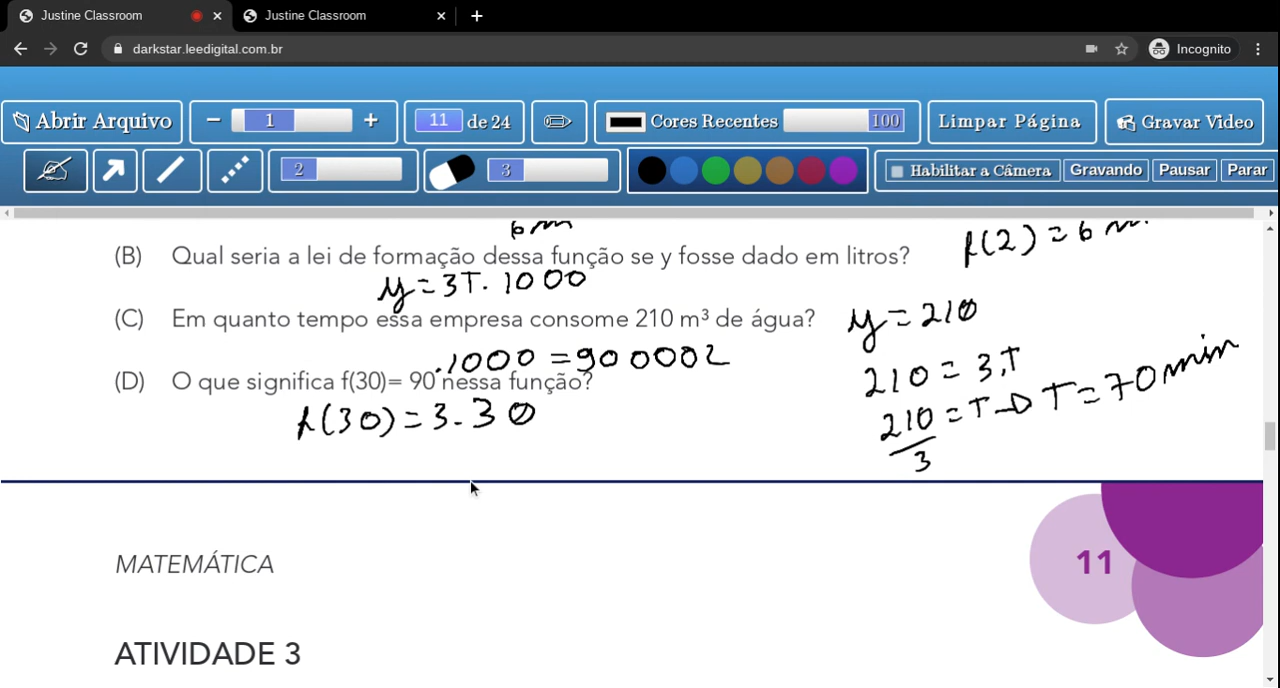 Justine Classroom
Justine Classroom
darkstar.leedigital.com.br
Incognito
Abrir Arquivo
1
11 de 24
Cores Recentes
100
Limpar Página
Gravar Video
2
3
Habilitar a Câmera
Gravando
Pausar
Parar
6m
f(2) = 6 m
(B) Qual seria a lei de formação dessa função se y fosse dado em litros?
y = 3T. 1000
(C) Em quanto tempo essa empresa consome 210 m³ de água?
y = 210
.1000 = 90 000L
210 = 3.T
(D) O que significa f(30)= 90 nessa função?
f(30) = 3.30
210/3 = T → T = 70 min
MATEMÁTICA
11
ATIVIDADE 3